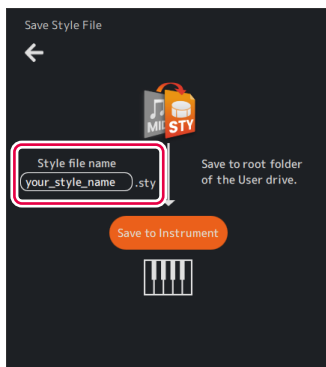 Save Style File
MID
STY
Style file name
your_style_name .sty
Save to root folder
of the User drive.
Save to Instrument